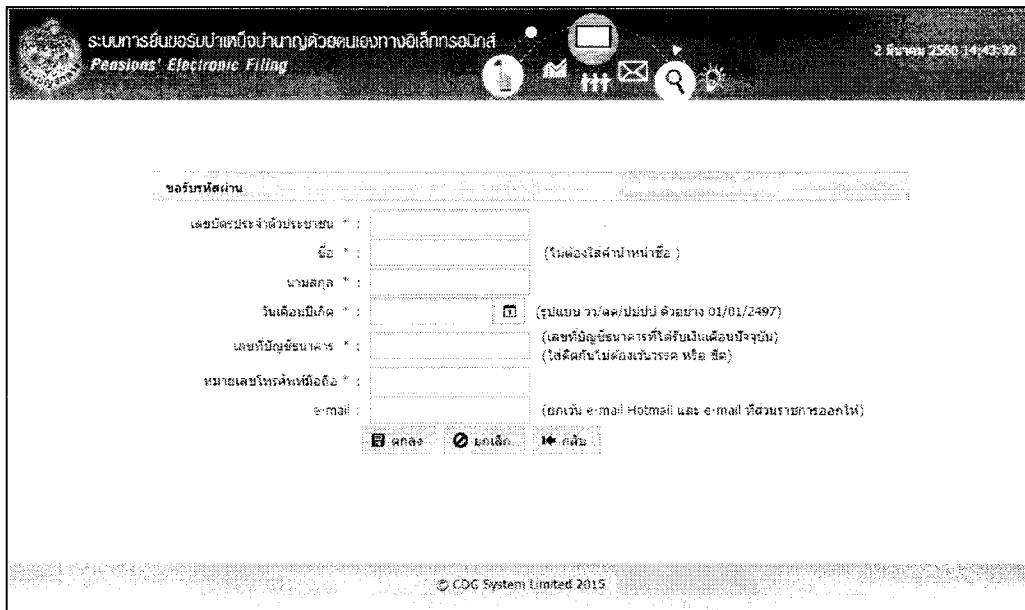 ระบบการยื่นขอรับบำเหน็จบำนาญด้วยตนเองทางอิเล็กทรอนิกส์
Pensions' Electronic Filing
2 มีนาคม 2560 14:43:32
ขอรับรหัสผ่าน
เลขบัตรประจำตัวประชาชน * :
ชื่อ * : (ไม่ต้องใส่คำนำหน้าชื่อ )
นามสกุล * :
วันเดือนปีเกิด * : (รูปแบบ วว/ดด/ปปปป ตัวอย่าง 01/01/2497)
เลขที่บัญชีธนาคาร * : (เลขที่บัญชีธนาคารที่ได้รับเงินเดือนปัจจุบัน)
(ใส่ติดกันไม่ต้องเว้นวรรค หรือ ขีด)
หมายเลขโทรศัพท์มือถือ * :
e-mail : (ยกเว้น e-mail Hotmail และ e-mail ที่ส่วนราชการออกให้)
ตกลง ยกเลิก กลับ
© CDG System Limited 2015